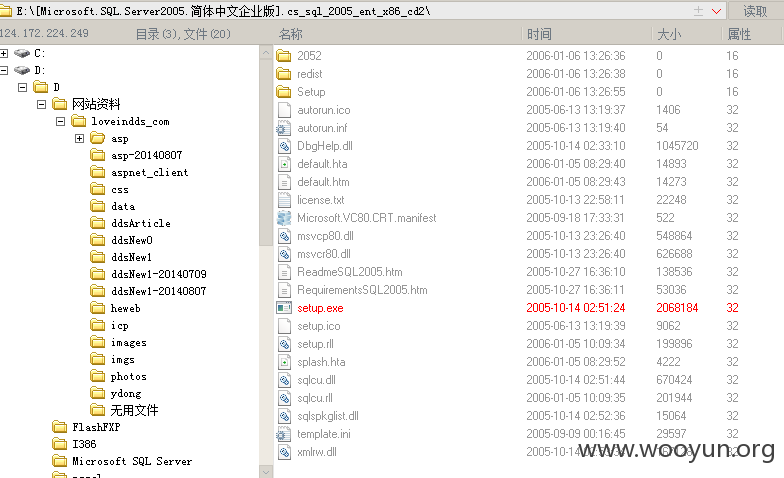 E:\[Microsoft.SQL.Server2005.简体中文企业版].cs_sql_2005_ent_x86_cd2\ 读取
124.172.224.249 目录(3),文件(20) 名称 时间 大小 属性
C:
D:
D
网站资料
loveindds_com
asp
asp-20140807
aspnet_client
css
data
ddsArticle
ddsNew0
ddsNew1
ddsNew1-20140709
ddsNew1-20140807
heweb
icp
images
imgs
photos
ydong
无用文件
FlashFXP
I386
Microsoft SQL Server
2052 2006-01-06 13:26:36 0 16
redist 2006-01-06 13:26:38 0 16
Setup 2006-01-06 13:26:55 0 16
autorun.ico 2005-06-13 13:19:37 1406 32
autorun.inf 2005-06-13 13:19:40 54 32
DbgHelp.dll 2005-10-14 02:33:10 1045720 32
default.hta 2006-01-05 08:29:40 14893 32
default.htm 2006-01-05 08:29:43 14273 32
license.txt 2005-10-12 22:58:11 22248 32
Microsoft.VC80.CRT.manifest 2005-09-18 17:33:31 522 32
msvcp80.dll 2005-10-13 23:26:40 548864 32
msvcr80.dll 2005-10-13 23:26:40 626688 32
ReadmeSQL2005.htm 2005-10-27 16:36:10 138536 32
RequirementsSQL2005.htm 2005-10-27 16:36:11 53036 32
setup.exe 2005-10-14 02:51:24 2068184 32
setup.ico 2005-06-13 13:19:39 9062 32
setup.rll 2006-01-05 10:09:34 199896 32
splash.hta 2006-01-05 08:29:52 4222 32
sqlcu.dll 2005-10-14 02:51:44 670424 32
sqlcu.rll 2006-01-05 10:09:35 201944 32
sqlspkglist.dll 2005-10-14 02:52:36 15064 32
template.ini 2005-09-09 00:16:45 29597 32
xmlrw.dll 32
www.wooyun.org